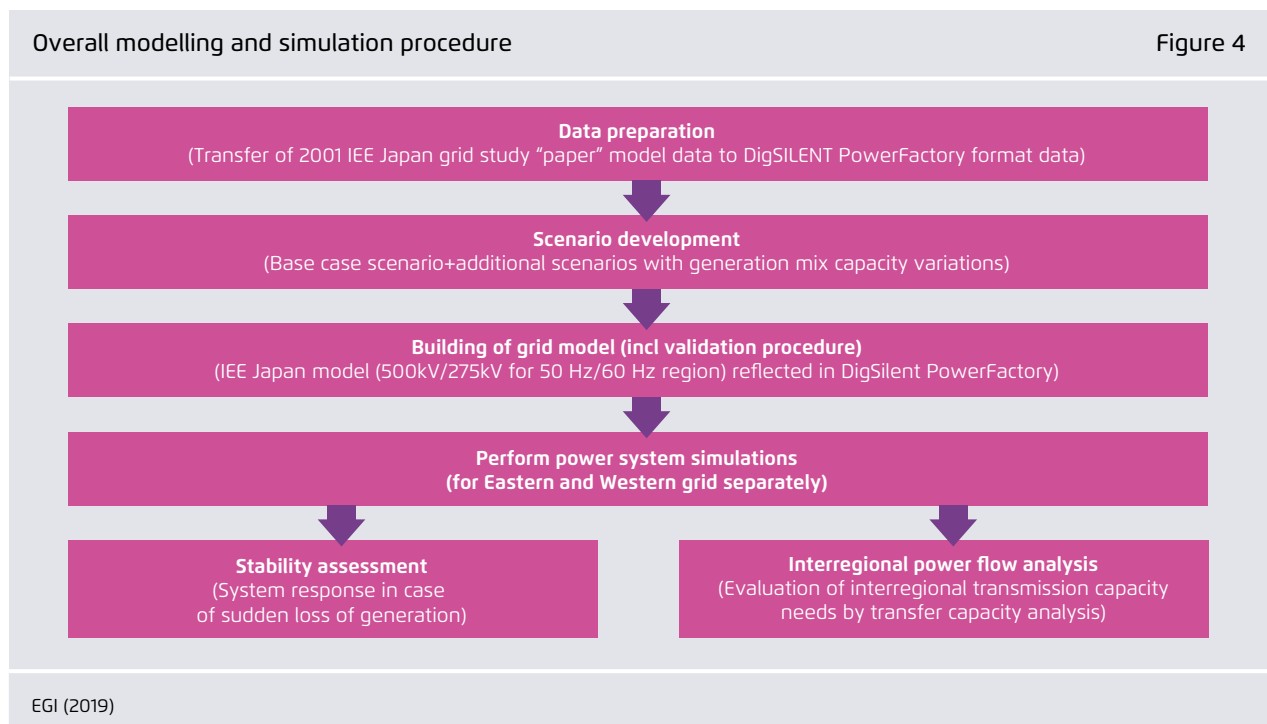 Overall modelling and simulation procedure
Figure 4
Data preparation
(Transfer of 2001 IEE Japan grid study “paper” model data to DigSILENT PowerFactory format data)
Scenario development
(Base case scenario+additional scenarios with generation mix capacity variations)
Building of grid model (incl validation procedure)
(IEE Japan model (500kV/275kV for 50 Hz/60 Hz region) reflected in DigSilent PowerFactory)
Perform power system simulations
(for Eastern and Western grid separately)
Stability assessment
(System response in case
of sudden loss of generation)
Interregional power flow analysis
(Evaluation of interregional transmission capacity
needs by transfer capacity analysis)
EGI (2019)